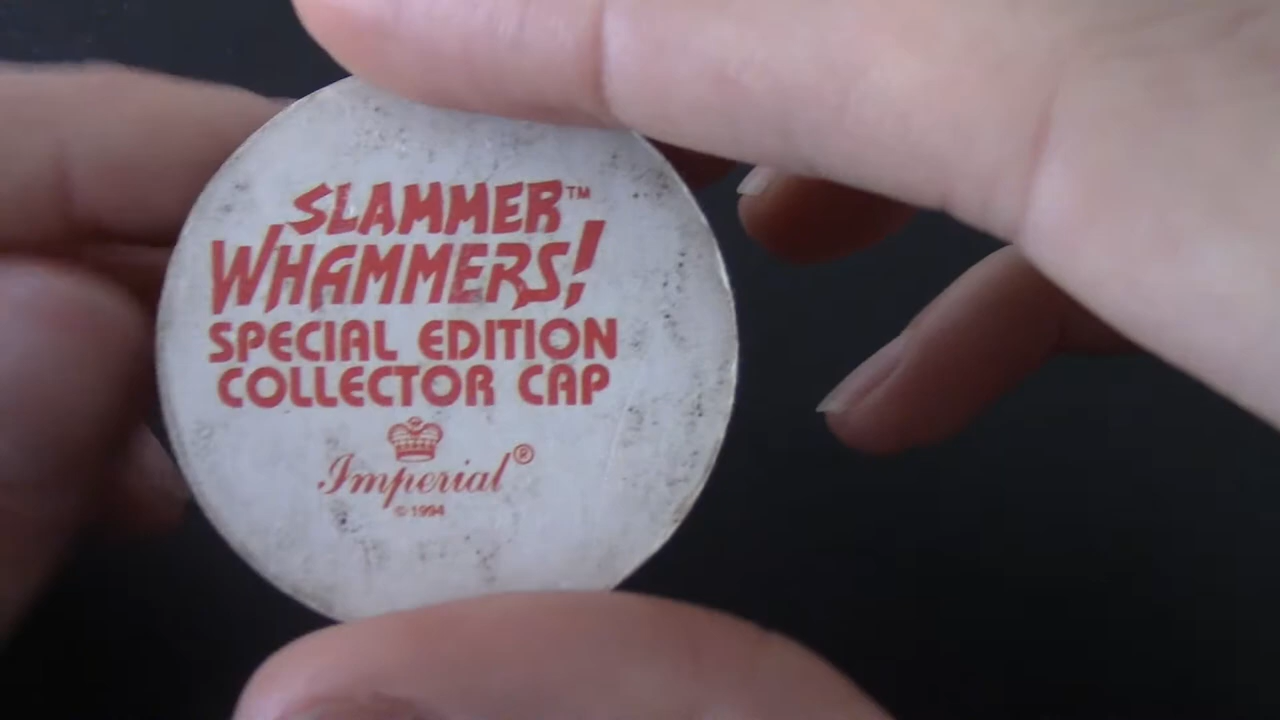 SLAMMER™
WHAMMERS!
SPECIAL EDITION
COLLECTOR CAP
Imperial®
©1994